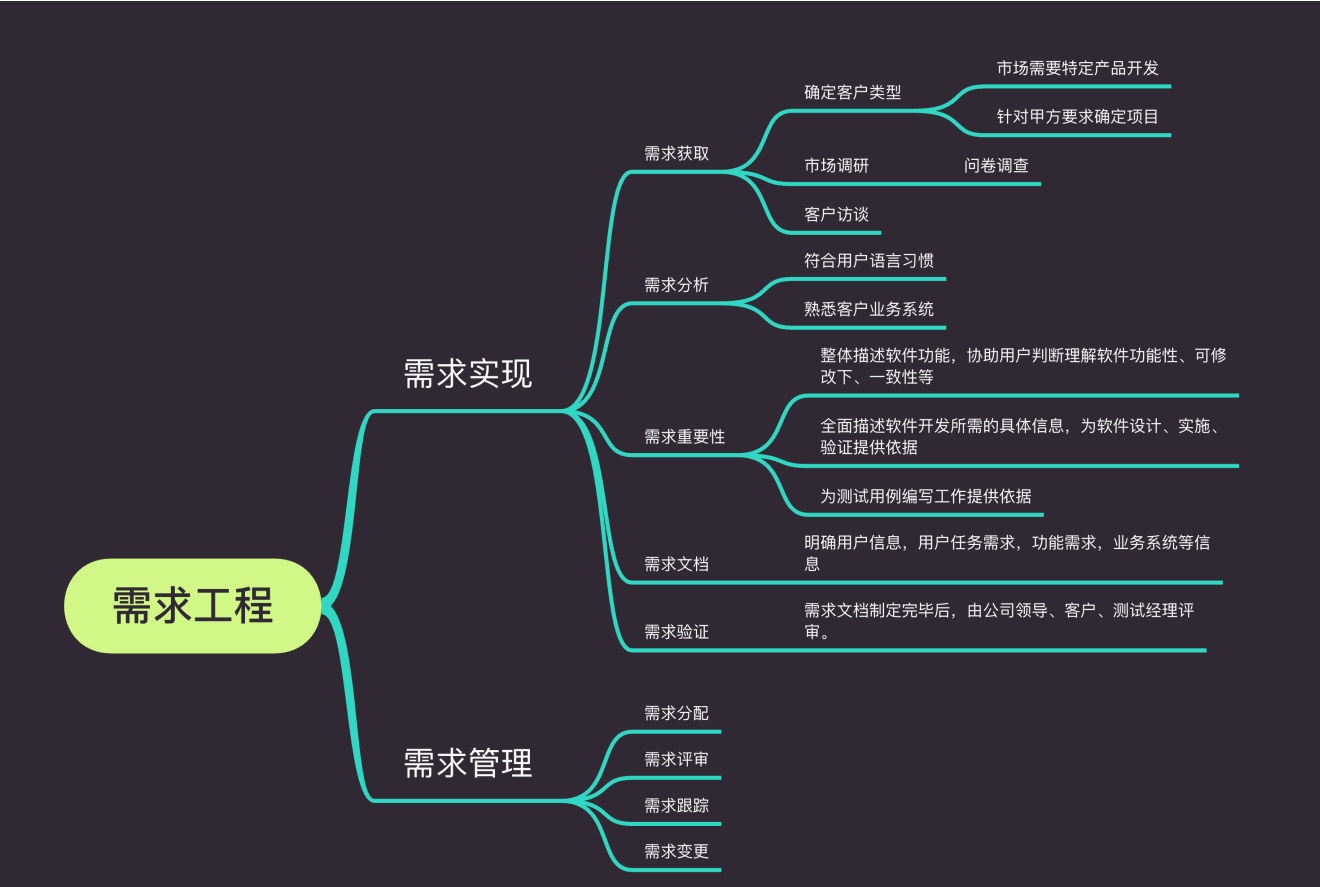 需求工程
需求实现
需求获取
确定客户类型
市场需要特定产品开发
针对甲方要求确定项目
市场调研
问卷调查
客户访谈
需求分析
符合用户语言习惯
熟悉客户业务系统
需求重要性
整体描述软件功能，协助用户判断理解软件功能性、可修
改下、一致性等
全面描述软件开发所需的具体信息，为软件设计、实施、
验证提供依据
为测试用例编写工作提供依据
需求文档
明确用户信息，用户任务需求，功能需求，业务系统等信
息
需求验证
需求文档制定完毕后，由公司领导、客户、测试经理评
审。
需求管理
需求分配
需求评审
需求跟踪
需求变更